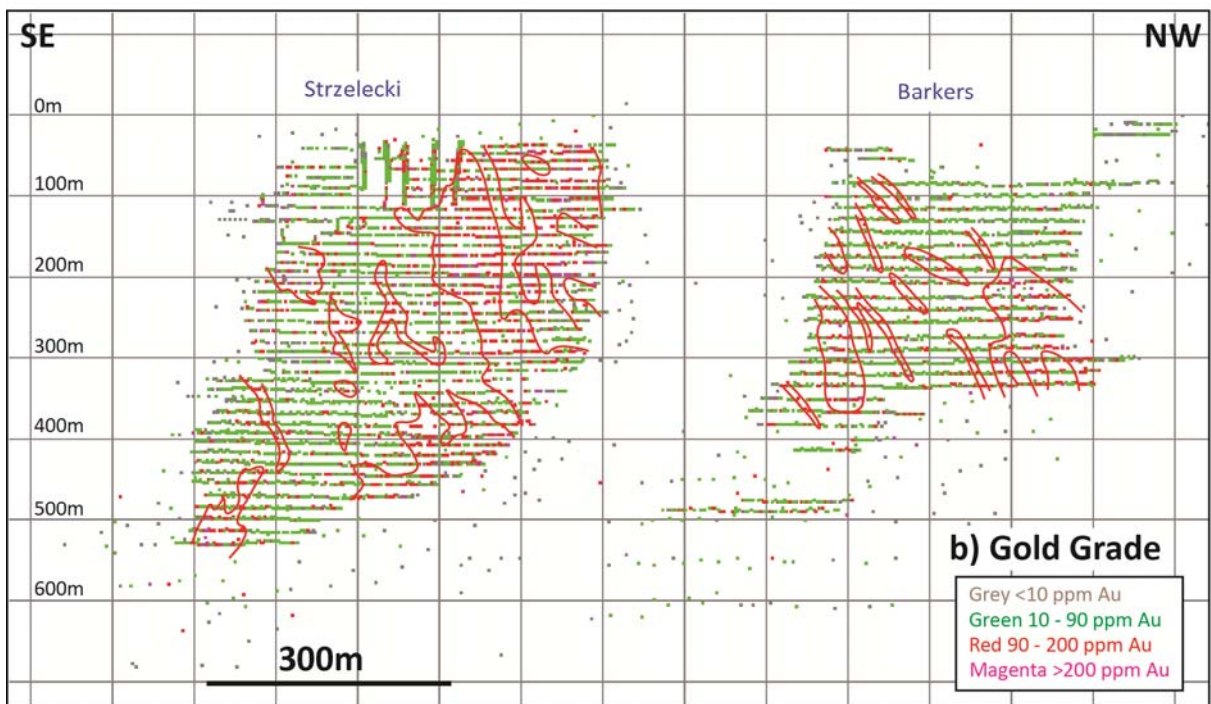 SE
NW
Strzelecki
Barkers
0m
100m
200m
300m
400m
500m
600m
300m
b) Gold Grade
Grey <10 ppm Au
Green 10 - 90 ppm Au
Red 90 - 200 ppm Au
Magenta >200 ppm Au